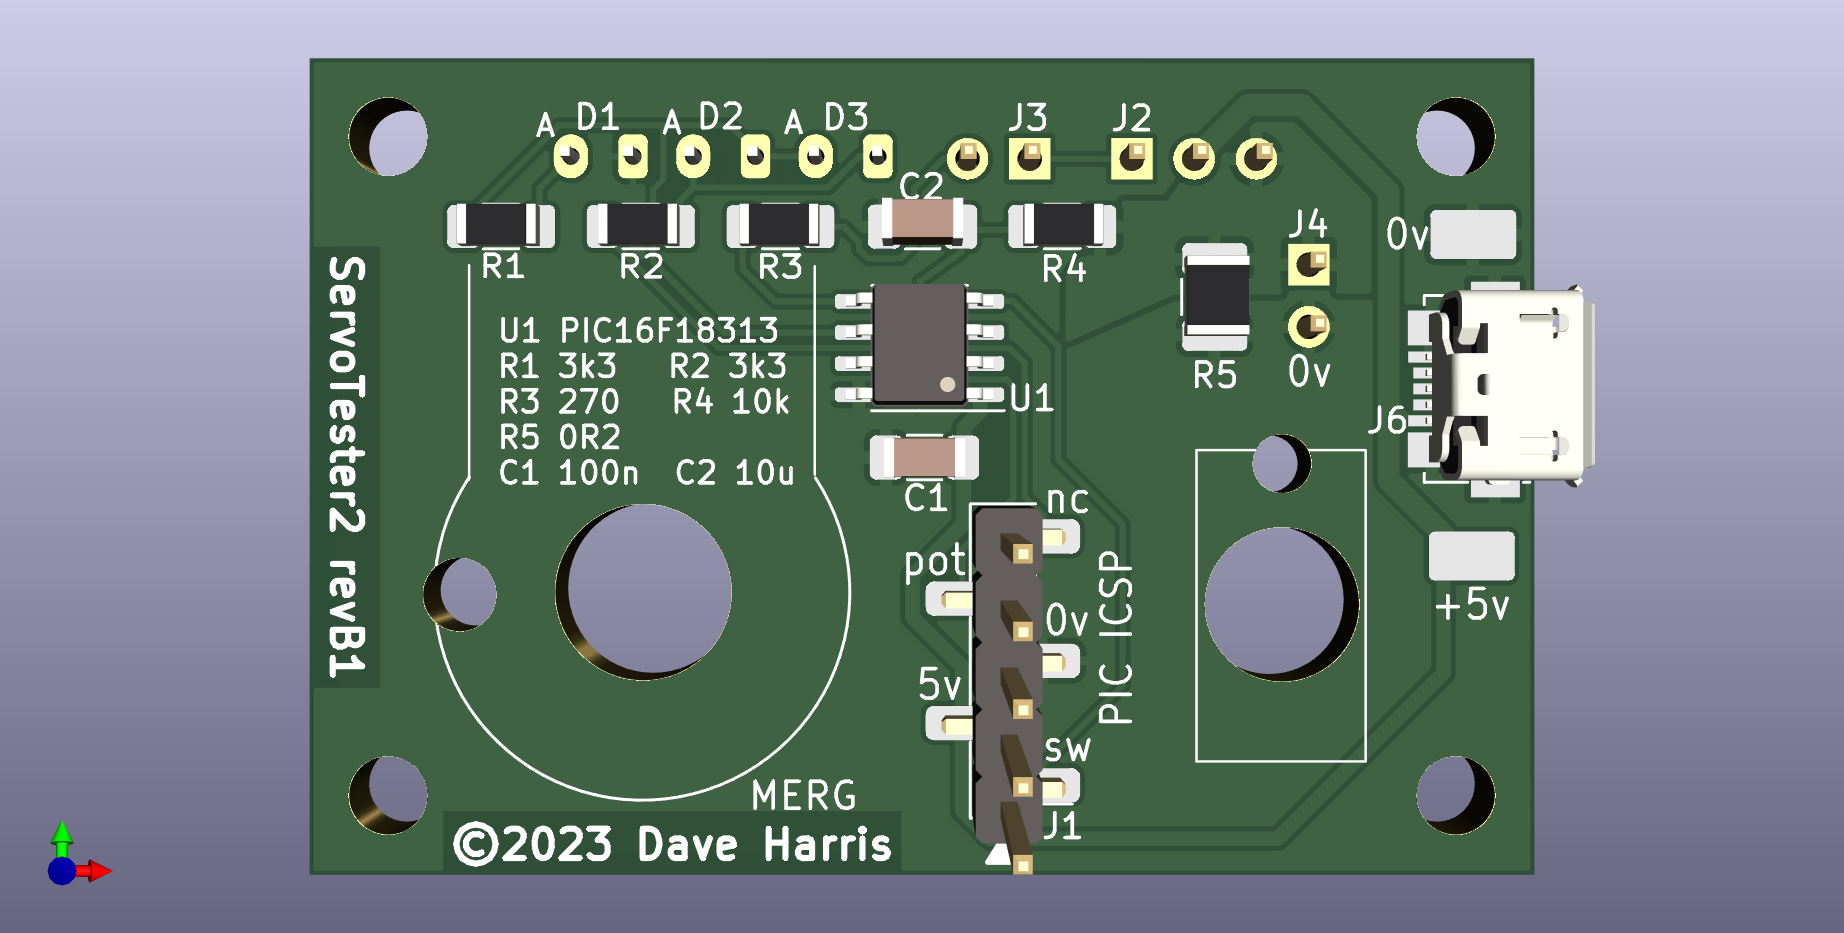 A D1 A D2 A D3 J3 J2
C2
R1 R2 R3 R4
J4
0v
0v
R5
J6
+5v
ServoTester2 revB1
U1 PIC16F18313
R1 3k3 R2 3k3
R3 270 R4 10k
R5 0R2
C1 100n C2 10u
U1
C1
nc
pot
0v
5v
sw
J1
PIC ICSP
MERG
©2023 Dave Harris